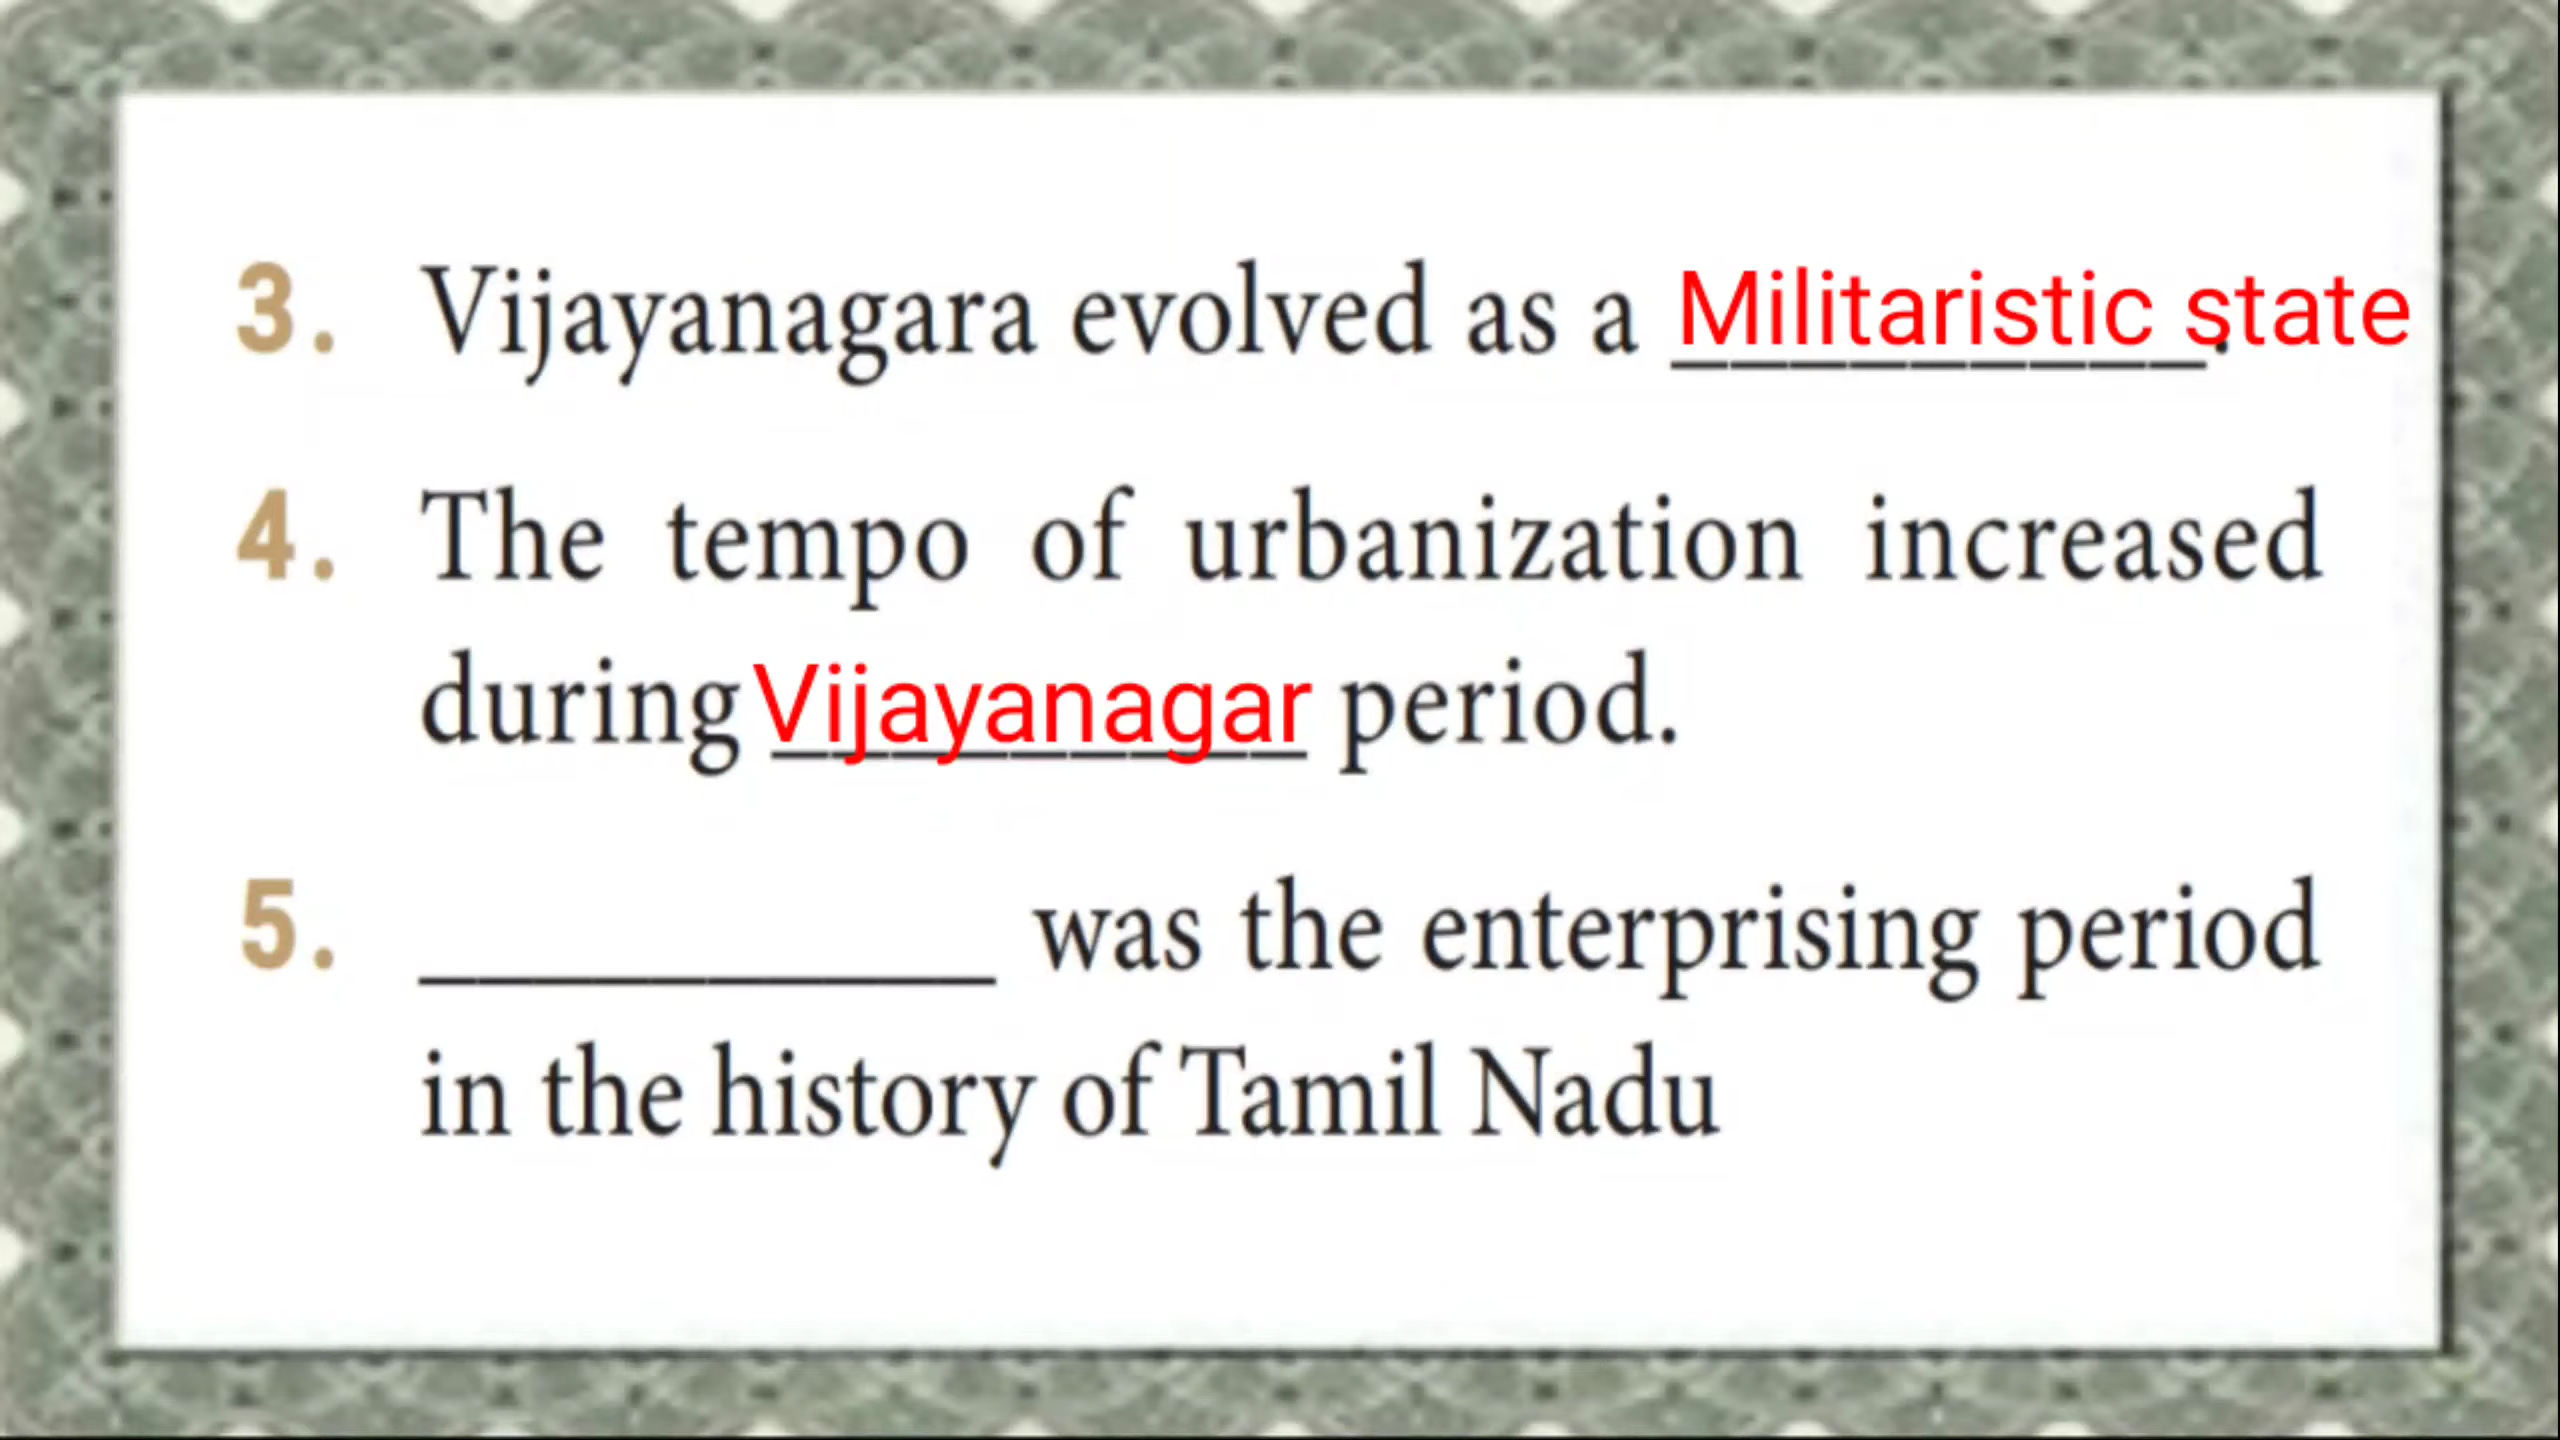 3. Vijayanagara evolved as a Militaristic state.
4. The tempo of urbanization increased
during Vijayanagar period.
5. __________ was the enterprising period
in the history of Tamil Nadu